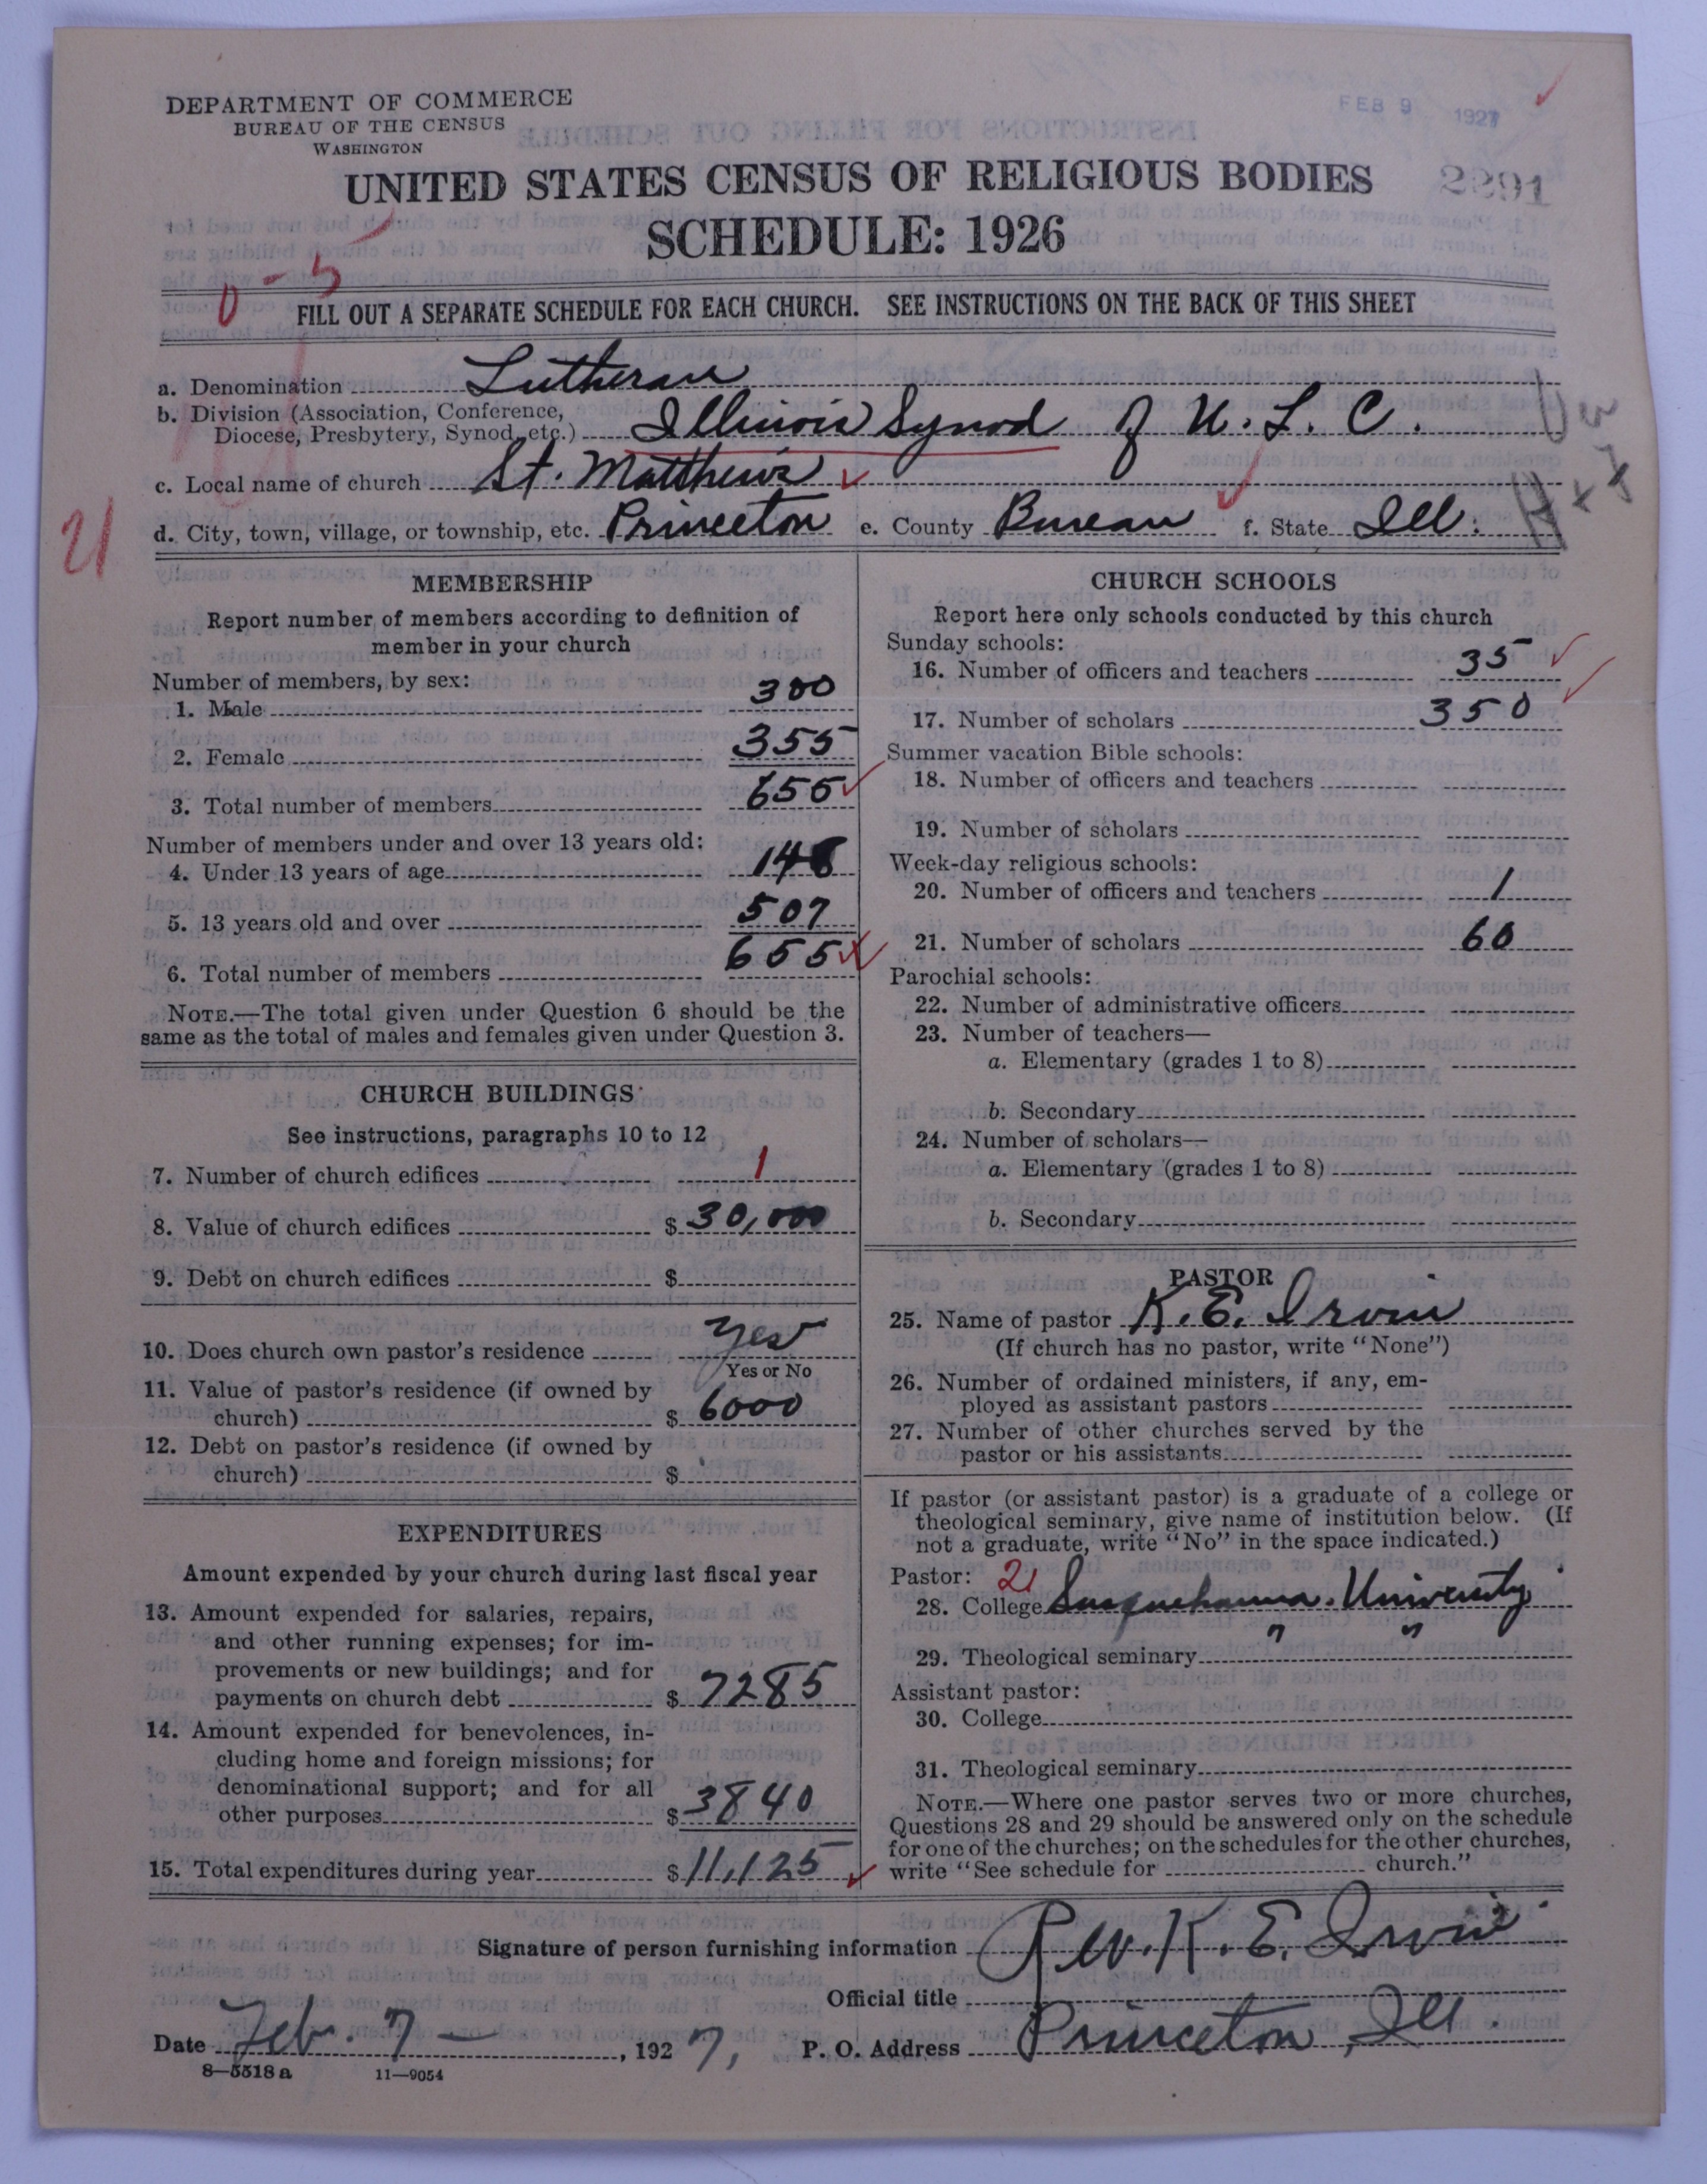 DEPARTMENT OF COMMERCE
BUREAU OF THE CENSUS
WASHINGTON
FEB 9 1927
UNITED STATES CENSUS OF RELIGIOUS BODIES
2291
SCHEDULE: 1926
0-5
FILL OUT A SEPARATE SCHEDULE FOR EACH CHURCH. SEE INSTRUCTIONS ON THE BACK OF THIS SHEET
a. Denomination Lutheran
b. Division (Association, Conference, Diocese, Presbytery, Synod, etc.) Illinois Synod of U. L. C.
c. Local name of church St. Matthew's
d. City, town, village, or township, etc. Princeton e. County Bureau f. State Ill.
MEMBERSHIP
Report number of members according to definition of
member in your church
Number of members, by sex:
1. Male 300
2. Female 355
3. Total number of members 655
Number of members under and over 13 years old:
4. Under 13 years of age 148
5. 13 years old and over 507
6. Total number of members 655
NOTE.—The total given under Question 6 should be the
same as the total of males and females given under Question 3.
CHURCH BUILDINGS
See instructions, paragraphs 10 to 12
7. Number of church edifices 1
8. Value of church edifices $ 30,000
9. Debt on church edifices $
10. Does church own pastor's residence Yes
Yes or No
11. Value of pastor's residence (if owned by
church) $ 6000
12. Debt on pastor's residence (if owned by
church) $
EXPENDITURES
Amount expended by your church during last fiscal year
13. Amount expended for salaries, repairs,
and other running expenses; for im-
provements or new buildings; and for
payments on church debt $ 7285
14. Amount expended for benevolences, in-
cluding home and foreign missions; for
denominational support; and for all
other purposes $ 3840
15. Total expenditures during year $ 11,125
CHURCH SCHOOLS
Report here only schools conducted by this church
Sunday schools:
16. Number of officers and teachers 35
17. Number of scholars 350
Summer vacation Bible schools:
18. Number of officers and teachers
19. Number of scholars
Week-day religious schools:
20. Number of officers and teachers 1
21. Number of scholars 60
Parochial schools:
22. Number of administrative officers
23. Number of teachers—
a. Elementary (grades 1 to 8)
b. Secondary
24. Number of scholars—
a. Elementary (grades 1 to 8)
b. Secondary
PASTOR
25. Name of pastor K. E. Irvin
(If church has no pastor, write "None")
26. Number of ordained ministers, if any, em-
ployed as assistant pastors
27. Number of other churches served by the
pastor or his assistants
If pastor (or assistant pastor) is a graduate of a college or
theological seminary, give name of institution below. (If
not a graduate, write "No" in the space indicated.)
Pastor: 21
28. College Susquehanna University
29. Theological seminary " "
Assistant pastor:
30. College
31. Theological seminary
NOTE.—Where one pastor serves two or more churches,
Questions 28 and 29 should be answered only on the schedule
for one of the churches; on the schedules for the other churches,
write "See schedule for church."
Signature of person furnishing information Rev. K. E. Irvin
Official title
Date Feb. 7 — , 1927, P. O. Address Princeton, Ill.
8—5518a 11—9054